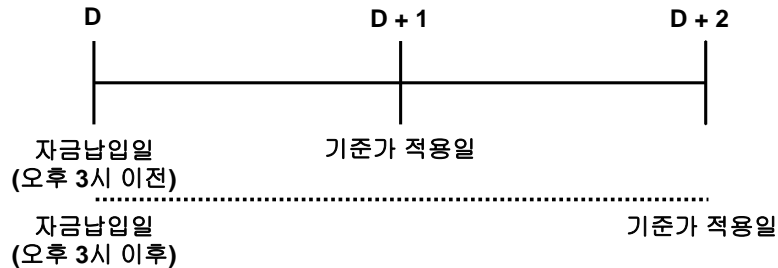 D D + 1 D + 2
자금납입일 기준가 적용일
(오후 3시 이전)
자금납입일 기준가 적용일
(오후 3시 이후)